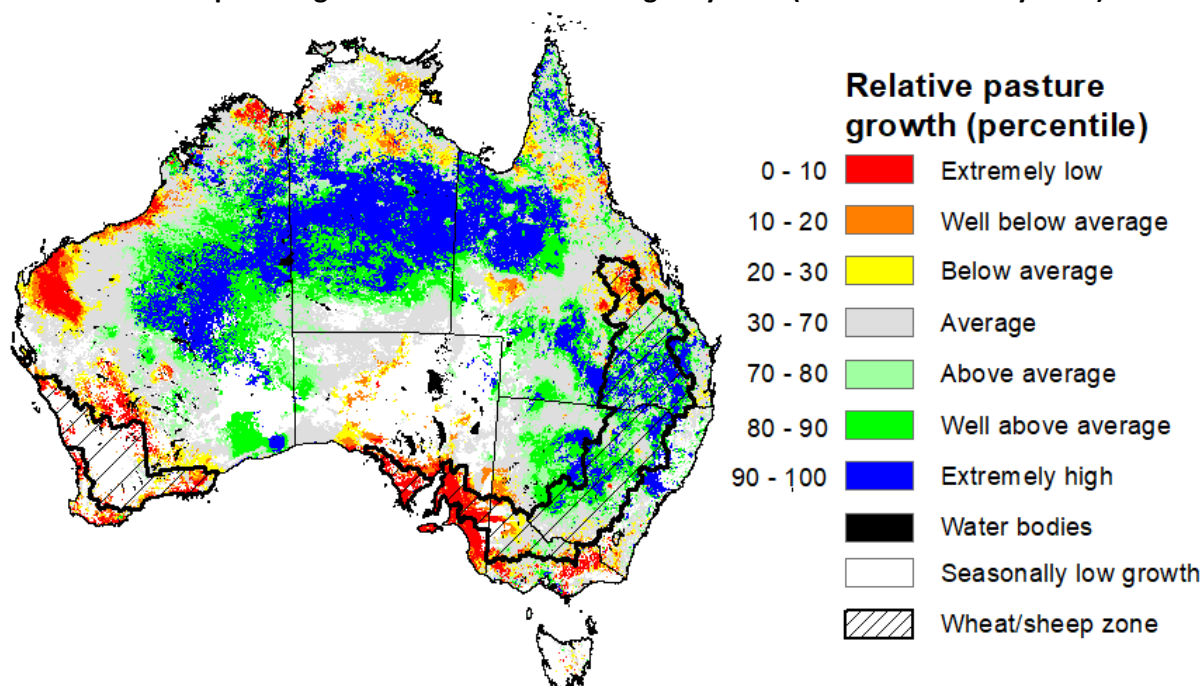 Relative pasture
growth (percentile)
0 - 10 Extremely low
10 - 20 Well below average
20 - 30 Below average
30 - 70 Average
70 - 80 Above average
80 - 90 Well above average
90 - 100 Extremely high
Water bodies
Seasonally low growth
Wheat/sheep zone